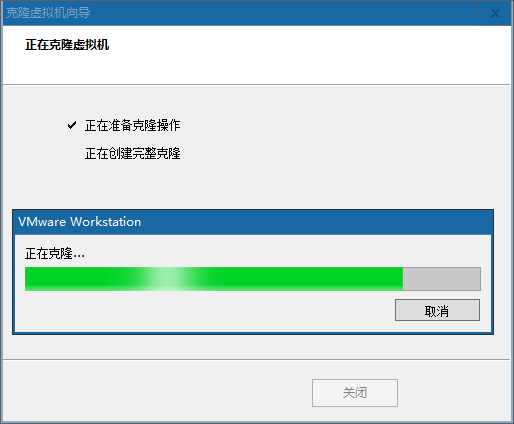 克隆虚拟机向导
正在克隆虚拟机
正在准备克隆操作
正在创建完整克隆
VMware Workstation
正在克隆...
取消
关闭